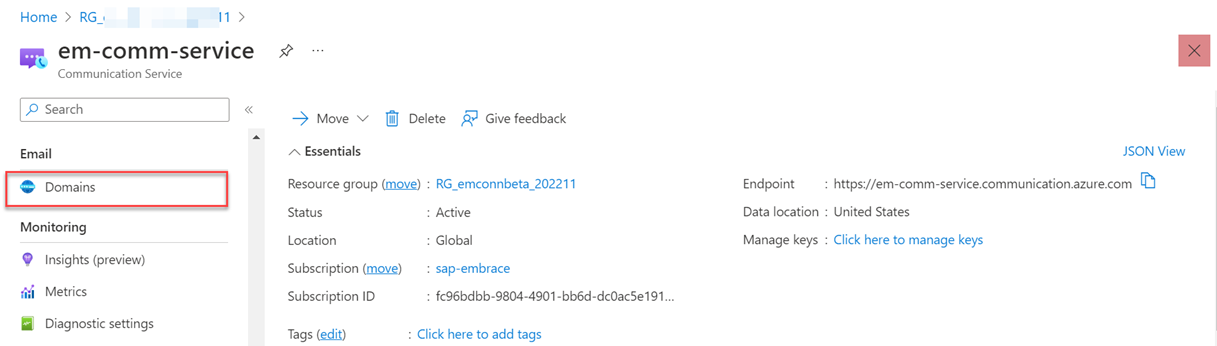 Home > RG_ 11 >
em-comm-service
Communication Service
Search
Email
Domains
Monitoring
Insights (preview)
Metrics
Diagnostic settings
Move
Delete
Give feedback
Essentials
JSON View
Resource group (move) : RG_emconnbeta_202211
Status : Active
Location : Global
Subscription (move) : sap-embrace
Subscription ID : fc96bdbb-9804-4901-bb6d-dc0ac5e191...
Tags (edit) : Click here to add tags
Endpoint : https://em-comm-service.communication.azure.com
Data location : United States
Manage keys : Click here to manage keys